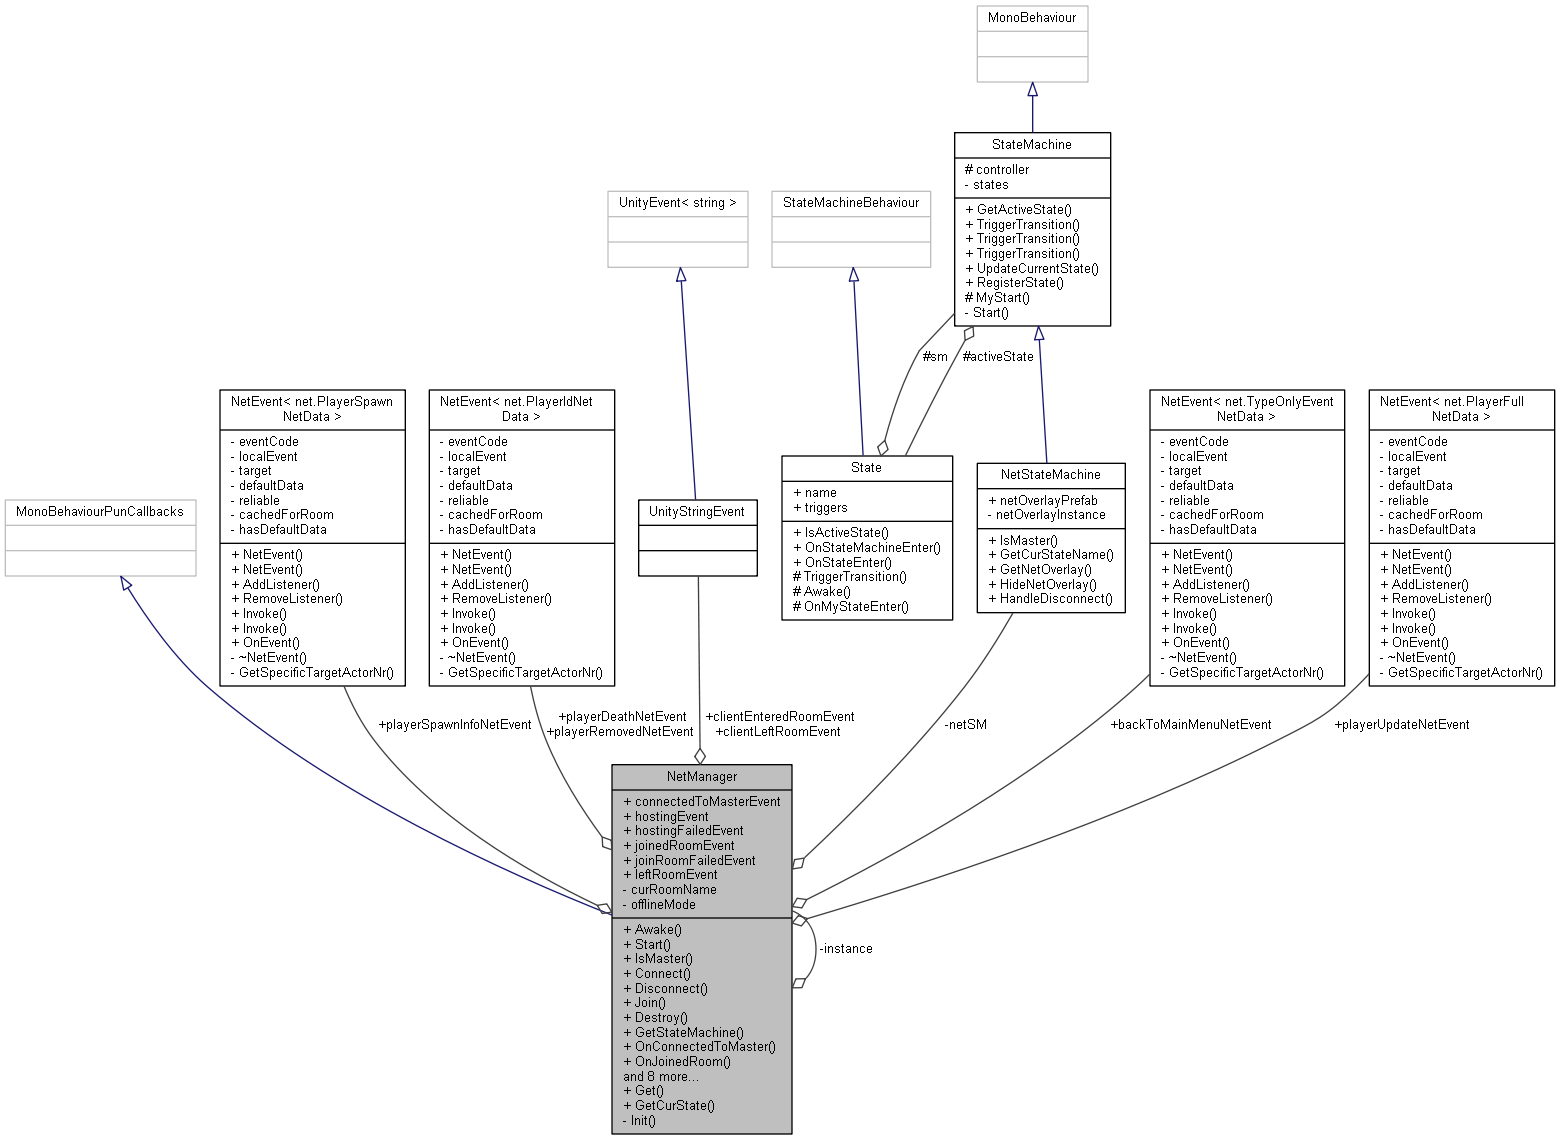 MonoBehaviour
StateMachine
# controller
- states
+ GetActiveState()
+ TriggerTransition()
+ TriggerTransition()
+ TriggerTransition()
+ UpdateCurrentState()
+ RegisterState()
# MyStart()
- Start()
UnityEvent< string >
StateMachineBehaviour
#sm
#activeState
MonoBehaviourPunCallbacks
NetEvent< net.PlayerSpawn
NetData >
- eventCode
- localEvent
- target
- defaultData
- reliable
- cachedForRoom
- hasDefaultData
+ NetEvent()
+ NetEvent()
+ AddListener()
+ RemoveListener()
+ Invoke()
+ Invoke()
+ OnEvent()
- ~NetEvent()
- GetSpecificTargetActorNr()
NetEvent< net.PlayerIdNet
Data >
- eventCode
- localEvent
- target
- defaultData
- reliable
- cachedForRoom
- hasDefaultData
+ NetEvent()
+ NetEvent()
+ AddListener()
+ RemoveListener()
+ Invoke()
+ Invoke()
+ OnEvent()
- ~NetEvent()
- GetSpecificTargetActorNr()
UnityStringEvent
State
+ name
+ triggers
+ IsActiveState()
+ OnStateMachineEnter()
+ OnStateEnter()
# TriggerTransition()
# Awake()
# OnMyStateEnter()
NetStateMachine
+ netOverlayPrefab
- netOverlayInstance
+ IsMaster()
+ GetCurStateName()
+ GetNetOverlay()
+ HideNetOverlay()
+ HandleDisconnect()
NetEvent< net.TypeOnlyEvent
NetData >
- eventCode
- localEvent
- target
- defaultData
- reliable
- cachedForRoom
- hasDefaultData
+ NetEvent()
+ NetEvent()
+ AddListener()
+ RemoveListener()
+ Invoke()
+ Invoke()
+ OnEvent()
- ~NetEvent()
- GetSpecificTargetActorNr()
NetEvent< net.PlayerFull
NetData >
- eventCode
- localEvent
- target
- defaultData
- reliable
- cachedForRoom
- hasDefaultData
+ NetEvent()
+ NetEvent()
+ AddListener()
+ RemoveListener()
+ Invoke()
+ Invoke()
+ OnEvent()
- ~NetEvent()
- GetSpecificTargetActorNr()
+playerSpawnInfoNetEvent
+playerDeathNetEvent
+playerRemovedNetEvent
+clientEnteredRoomEvent
+clientLeftRoomEvent
-netSM
+backToMainMenuNetEvent
+playerUpdateNetEvent
NetManager
+ connectedToMasterEvent
+ hostingEvent
+ hostingFailedEvent
+ joinedRoomEvent
+ joinRoomFailedEvent
+ leftRoomEvent
- curRoomName
- offlineMode
+ Awake()
+ Start()
+ IsMaster()
+ Connect()
+ Disconnect()
+ Join()
+ Destroy()
+ GetStateMachine()
+ OnConnectedToMaster()
+ OnJoinedRoom()
and 8 more...
+ Get()
+ GetCurState()
- Init()
-instance